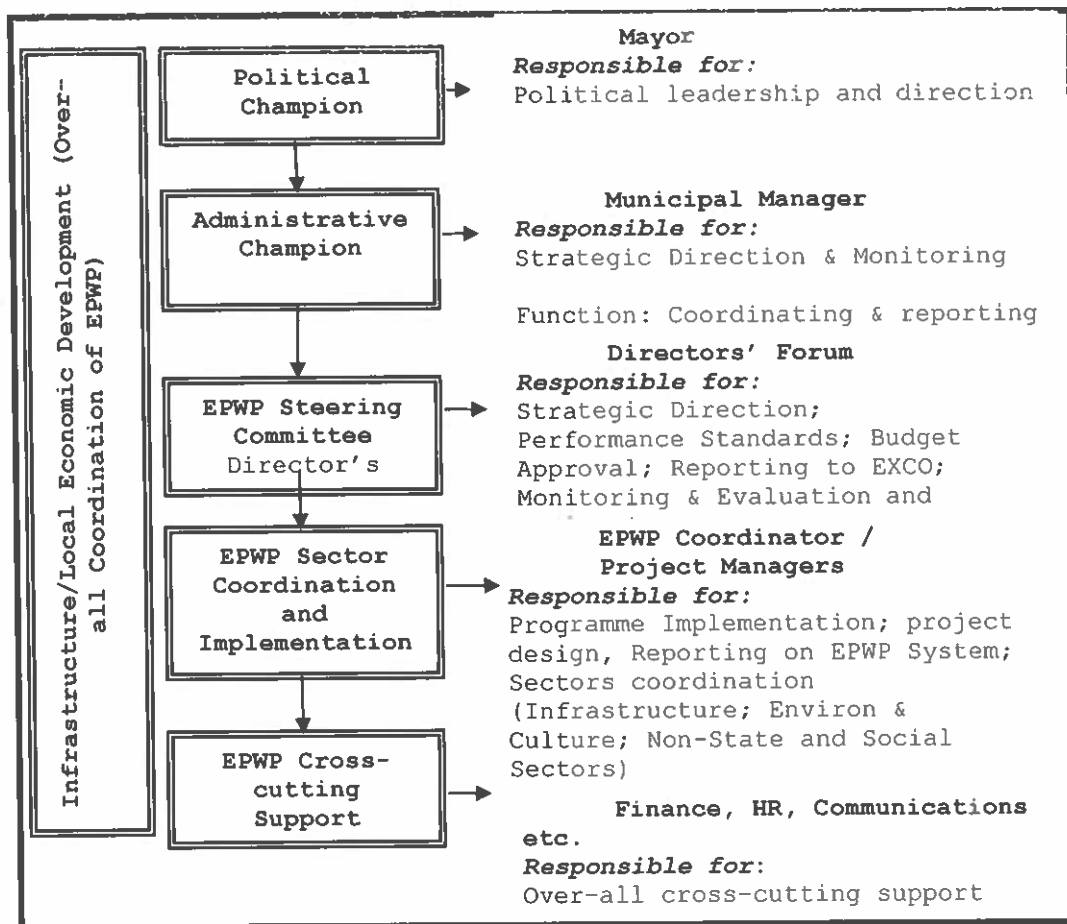 Infrastructure/Local Economic Development (Over-
all Coordination of EPWP)
Political
Champion
Mayor
Responsible for:
Political leadership and direction
Administrative
Champion
Municipal Manager
Responsible for:
Strategic Direction & Monitoring
Function: Coordinating & reporting
EPWP Steering
Committee
Director's
Directors' Forum
Responsible for:
Strategic Direction;
Performance Standards; Budget
Approval; Reporting to EXCO;
Monitoring & Evaluation and
EPWP Sector
Coordination
and
Implementation
EPWP Coordinator /
Project Managers
Responsible for:
Programme Implementation; project
design, Reporting on EPWP System;
Sectors coordination
(Infrastructure; Environ &
Culture; Non-State and Social
Sectors)
EPWP Cross-
cutting
Support
Finance, HR, Communications
etc.
Responsible for:
Over-all cross-cutting support